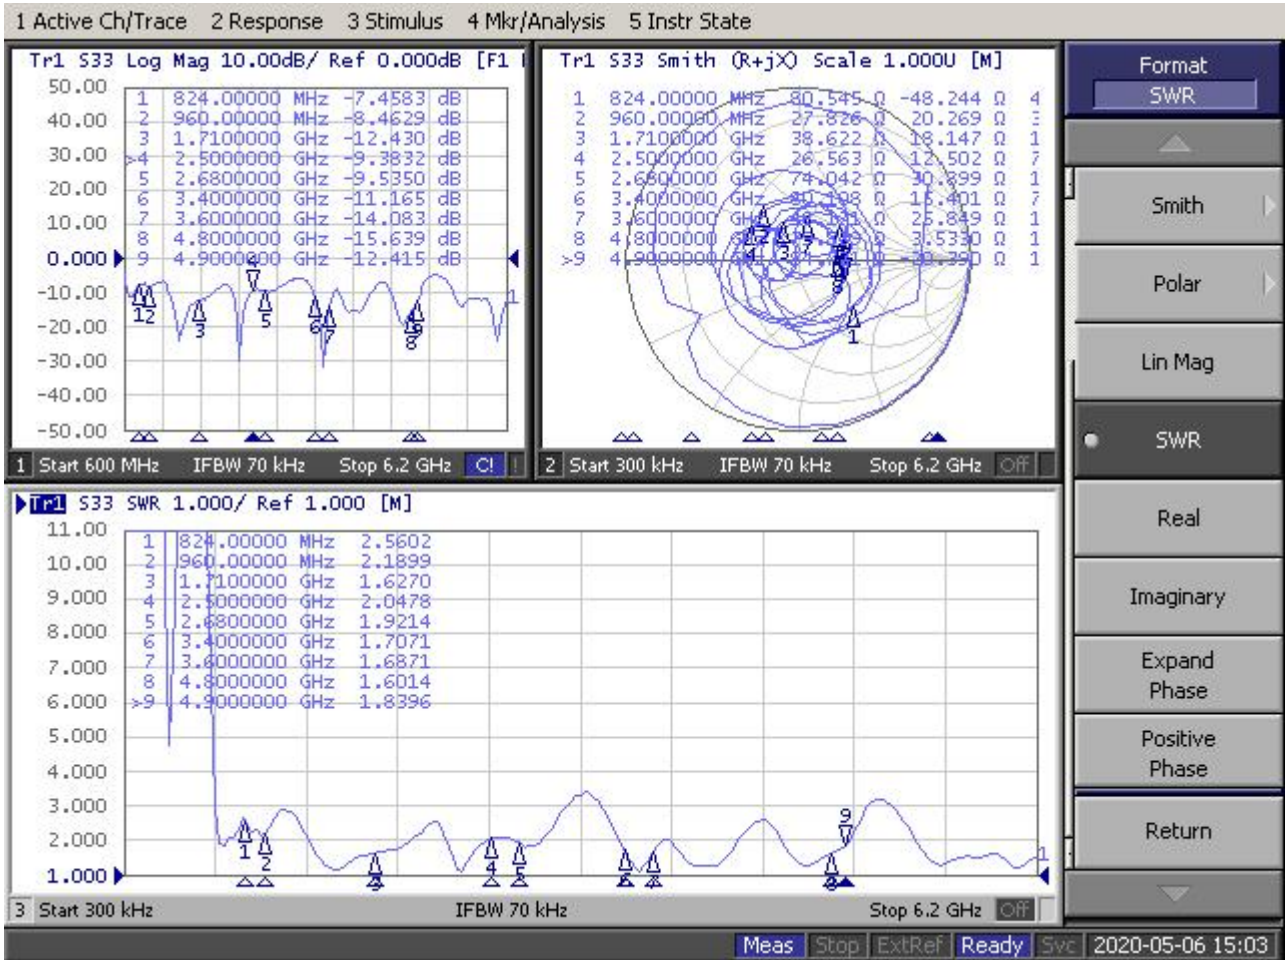 1 Active Ch/Trace 2 Response 3 Stimulus 4 Mkr/Analysis 5 Instr State
Tr1 S33 Log Mag 10.00dB/ Ref 0.000dB [F1
50.00
40.00
30.00
20.00
10.00
0.000
-10.00
-20.00
-30.00
-40.00
-50.00
1 824.00000 MHz -7.4583 dB
2 960.00000 MHz -8.4629 dB
3 1.7100000 GHz -12.430 dB
>4 2.5000000 GHz -9.3832 dB
5 2.6800000 GHz -9.5350 dB
6 3.4000000 GHz -11.165 dB
7 3.6000000 GHz -14.083 dB
8 4.8000000 GHz -15.639 dB
9 4.9000000 GHz -12.415 dB
1 Start 600 MHz IFBW 70 kHz Stop 6.2 GHz C!
Tr1 S33 Smith (R+jX) Scale 1.000U [M]
1 824.00000 MHz 80.545 Ω -48.244 Ω 4
2 960.00000 MHz 27.826 Ω 20.269 Ω
3 1.7100000 GHz 38.622 Ω 18.147 Ω 1
4 2.5000000 GHz 26.563 Ω 12.502 Ω 7
5 2.6800000 GHz 74.042 Ω 30.899 Ω 1
6 3.4000000 GHz Ω 15.401 Ω 7
7 3.6000000 GHz Ω 25.849 Ω 1
8 4.8000000 Ω 3.5330 Ω 1
>9 4.9000000 GHz Ω Ω 1
2 Start 300 kHz IFBW 70 kHz Stop 6.2 GHz Off
Tr1 S33 SWR 1.000/ Ref 1.000 [M]
11.00
10.00
9.000
8.000
7.000
6.000
5.000
4.000
3.000
2.000
1.000
1 824.00000 MHz 2.5602
2 960.00000 MHz 2.1899
3 1.7100000 GHz 1.6270
4 2.5000000 GHz 2.0478
5 2.6800000 GHz 1.9214
6 3.4000000 GHz 1.7071
7 3.6000000 GHz 1.6871
8 4.8000000 GHz 1.6014
>9 4.9000000 GHz 1.8396
3 Start 300 kHz IFBW 70 kHz Stop 6.2 GHz Off
Format
SWR
Smith
Polar
Lin Mag
SWR
Real
Imaginary
Expand
Phase
Positive
Phase
Return
Meas Stop ExtRef Ready Svc 2020-05-06 15:03